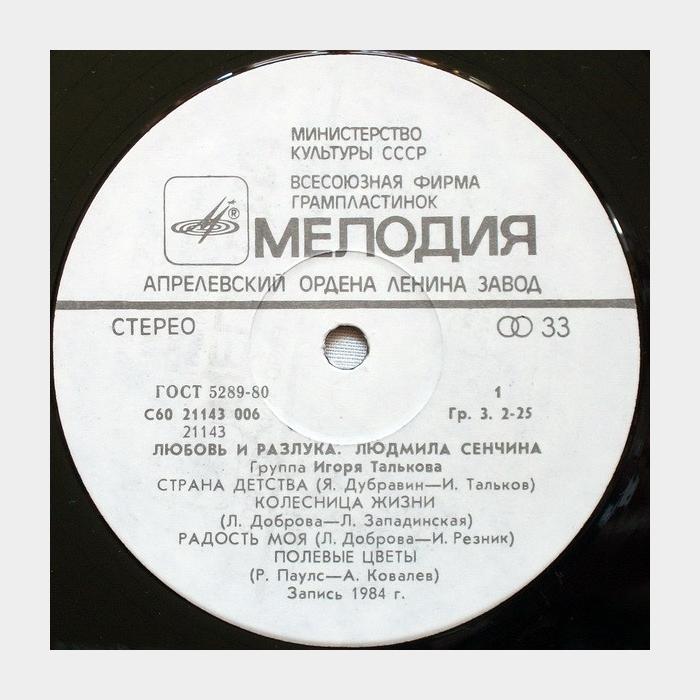 МИНИСТЕРСТВО
КУЛЬТУРЫ СССР
ВСЕСОЮЗНАЯ ФИРМА
ГРАМПЛАСТИНОК
®
МЕЛОДИЯ
АПРЕЛЕВСКИЙ ОРДЕНА ЛЕНИНА ЗАВОД
СТЕРЕО 33
ГОСТ 5289-80 1
С60 21143 006 Гр. 3. 2-25
21143
ЛЮБОВЬ И РАЗЛУКА. ЛЮДМИЛА СЕНЧИНА
Группа Игоря Талькова
СТРАНА ДЕТСТВА (Я. Дубравин—И. Тальков)
КОЛЕСНИЦА ЖИЗНИ
(Л. Доброва—Л. Западинская)
РАДОСТЬ МОЯ (Л. Доброва—И. Резник)
ПОЛЕВЫЕ ЦВЕТЫ
(Р. Паулс—А. Ковалев)
Запись 1984 г.